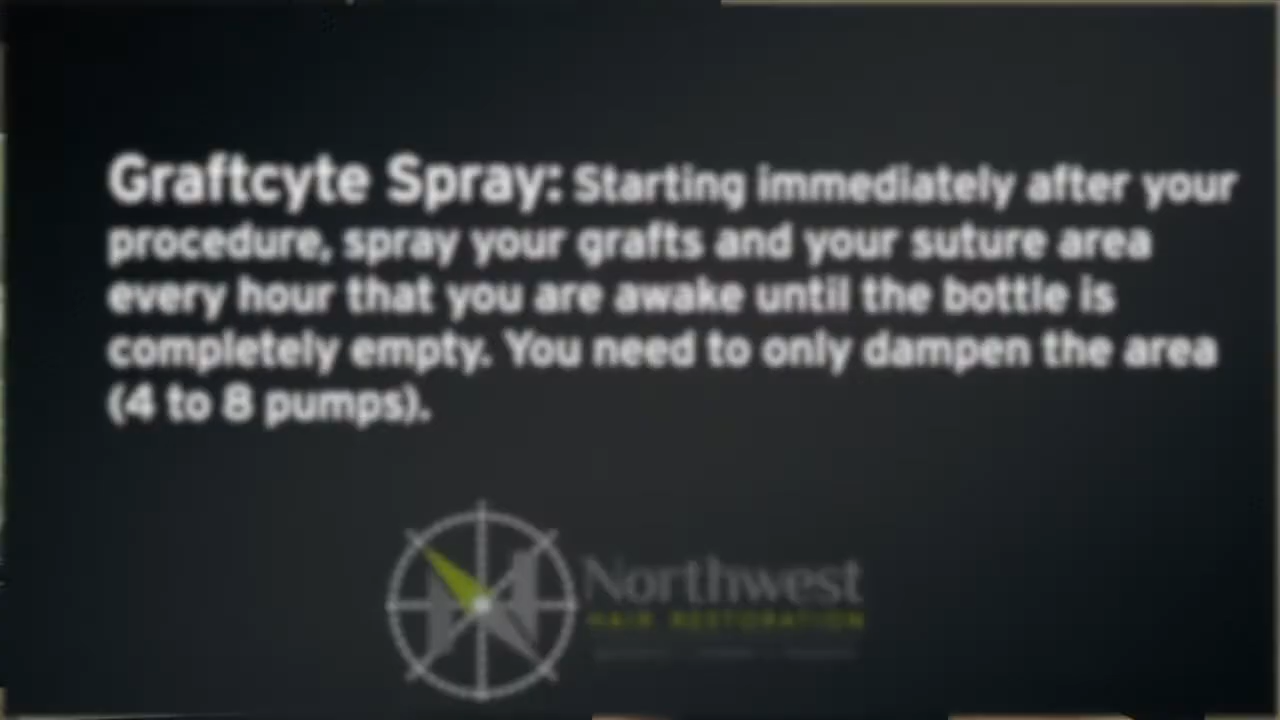 Graftcyte Spray: Starting immediately after your
procedure, spray your grafts and your suture area
every hour that you are awake until the bottle is
completely empty. You need to only dampen the area
(4 to 8 pumps).
Northwest
HAIR RESTORATION